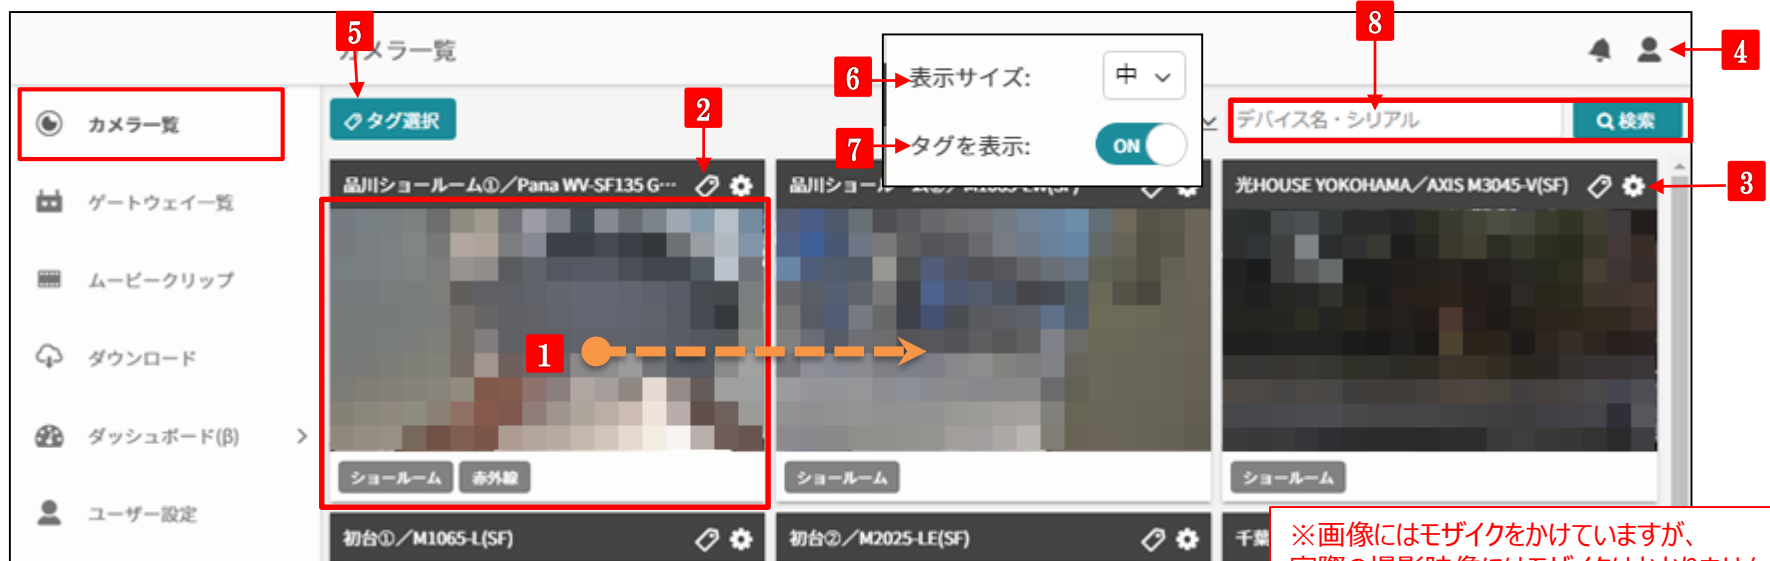 5
8
カメラ一覧
6
表示サイズ:
中
4
カメラ一覧
タグ選択
2
7
タグを表示:
ON
デバイス名・シリアル
検索
品川ショールーム①／Pana WV-SF135 G…
光HOUSE YOKOHAMA／AXIS M3045-V(SF)
3
ゲートウェイ一覧
ムービークリップ
1
ダウンロード
ダッシュボード(β)
ショールーム
赤外線
ショールーム
ショールーム
ユーザー設定
初台①／M1065-L(SF)
初台②／M2025-LE(SF)
千葉
※画像にはモザイクをかけていますが、